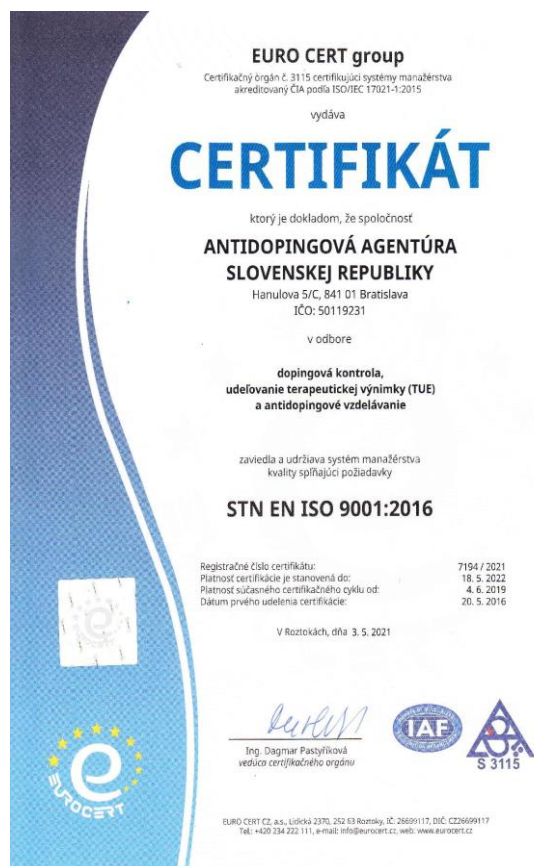 EURO CERT group
Certifikačný orgán č. 3115 certifikujúci systémy manažérstva
akreditovaný ČIA podľa ISO/IEC 17021-1:2015
vydáva
CERTIFIKÁT
ktorý je dokladom, že spoločnosť
ANTIDOPINGOVÁ AGENTÚRA
SLOVENSKEJ REPUBLIKY
Hanulova 5/C, 841 01 Bratislava
IČO: 50119231
v odbore
dopingová kontrola,
udeľovanie terapeutickej výnimky (TUE)
a antidopingové vzdelávanie
zaviedla a udržiava systém manažérstva
kvality spĺňajúci požiadavky
STN EN ISO 9001:2016
Registračné číslo certifikátu: 7194 / 2021
Platnosť certifikácie je stanovená do: 18. 5. 2022
Platnosť súčasného certifikačného cyklu od: 4. 6. 2019
Dátum prvého udelenia certifikácie: 20. 5. 2016
V Roztokách, dňa 3. 5. 2021
Ing. Dagmar Pastyříková
vedúca certifikačného orgánu
IAF
S 3115
e
EUROCERT
EURO CERT CZ, a.s., Lidická 2370, 252 63 Roztoky, IČ: 26699117, DIČ: CZ26699117
Tel.: +420 234 222 111, e-mail: info@eurocert.cz, web: www.eurocert.cz